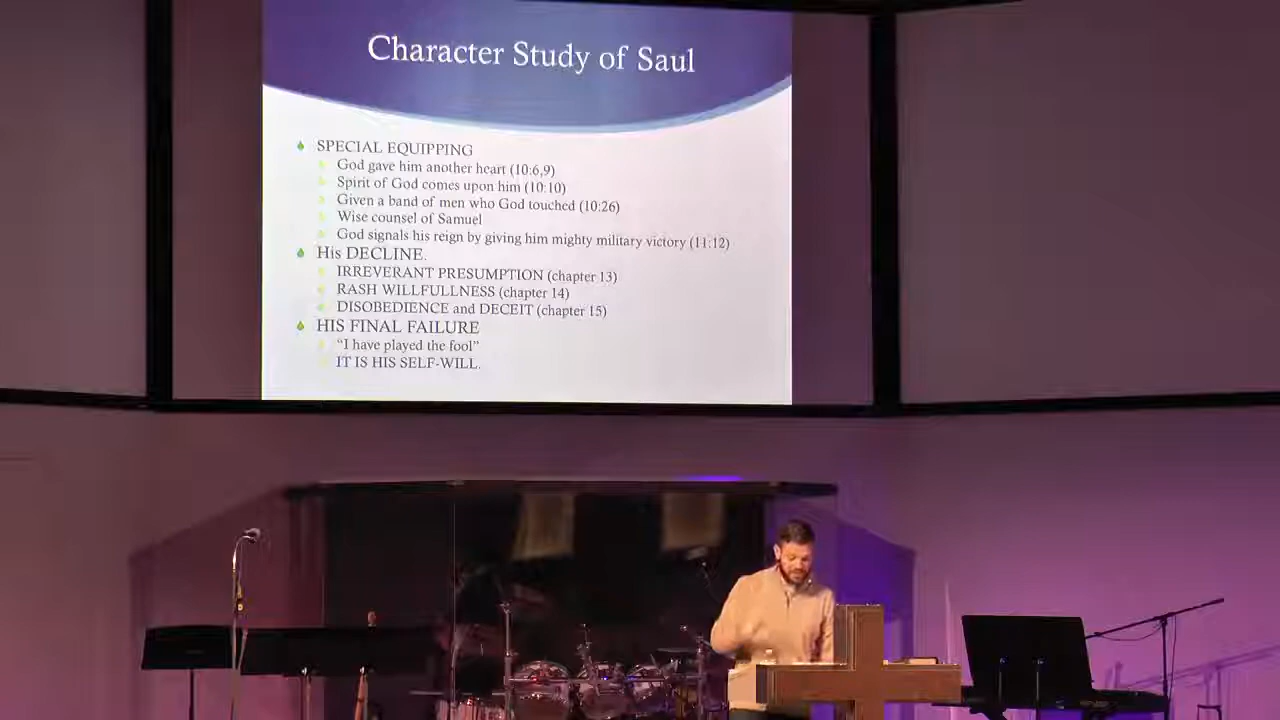 Character Study of Saul
SPECIAL EQUIPPING
God gave him another heart (10:6,9)
Spirit of God comes upon him (10:10)
Given a band of men who God touched (10:26)
Wise counsel of Samuel
God signals his reign by giving him mighty military victory (11:12)
His DECLINE.
IRREVERANT PRESUMPTION (chapter 13)
RASH WILLFULLNESS (chapter 14)
DISOBEDIENCE and DECEIT (chapter 15)
HIS FINAL FAILURE
“I have played the fool”
IT IS HIS SELF-WILL.